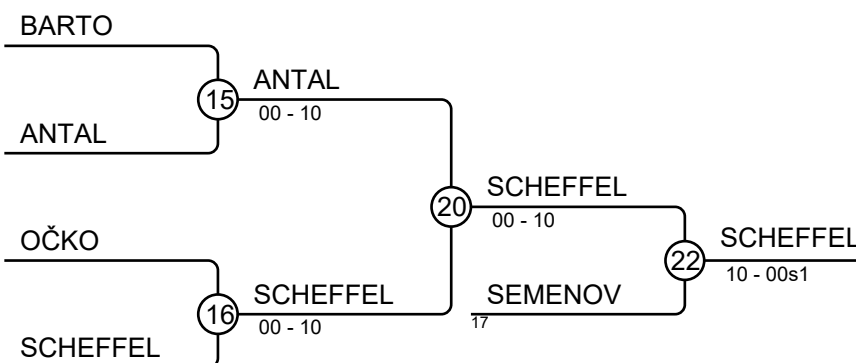 BARTO
15
ANTAL
00 - 10
ANTAL
20
SCHEFFEL
00 - 10
OČKO
22
SCHEFFEL
10 - 00s1
16
SCHEFFEL
00 - 10
SEMENOV
17
SCHEFFEL